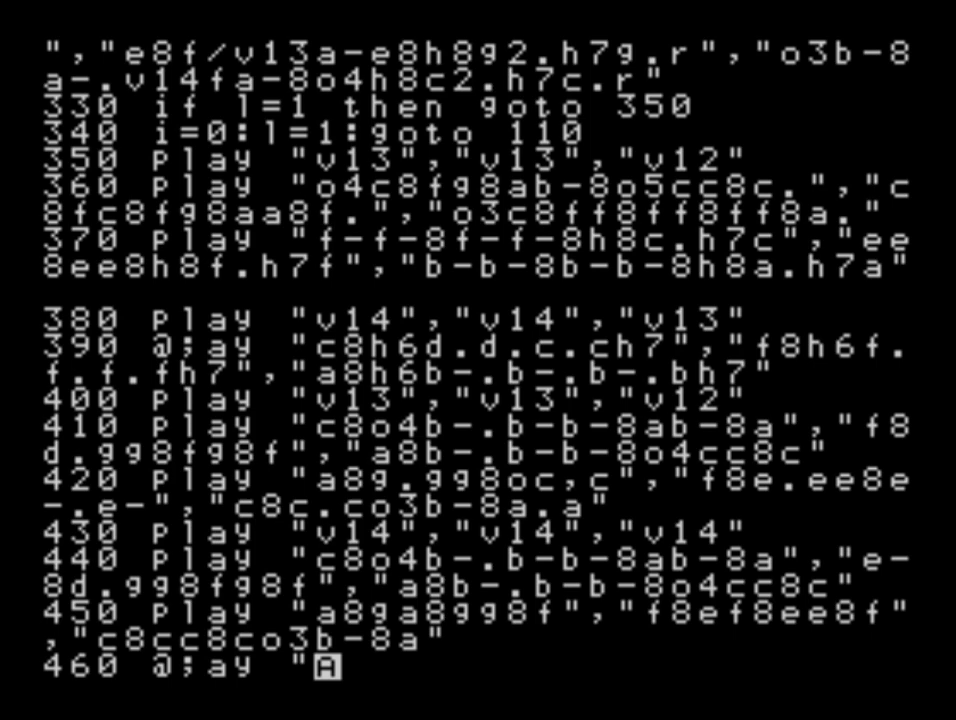 ","e8f/v13a-e8h8g2.h7g.r","o3b-8
a-.v14fa-8o4h8c2.h7c.r"
330 if l=1 then goto 350
340 i=0:l=1:goto 110
350 play "v13","v13","v12"
360 play "o4c8fg8ab-8o5cc8c.","c
8fc8fg8aa8f.","o3c8ff8ff8ff8a."
370 play "f-f-8f-f-8h8c.h7c","ee
8ee8h8f.h7f","b-b-8b-b-8h8a.h7a"
380 play "v14","v14","v13"
390 @;ay "c8h6d.d.c.ch7","f8h6f.
f.f.fh7","a8h6b-.b-.b-.bh7"
400 play "v13","v13","v12"
410 play "c8o4b-.b-b-8ab-8a","f8
d.gg8fg8f","a8b-.b-b-8o4cc8c"
420 play "a8g.gg8oc,c","f8e.ee8e
-.e-","c8c.co3b-8a.a"
430 play "v14","v14","v14"
440 play "c8o4b-.b-b-8ab-8a","e-
8d.gg8fg8f","a8b-.b-b-8o4cc8c"
450 play "a8ga8gg8f","f8ef8ee8f"
,"c8cc8co3b-8a"
460 @;ay "A